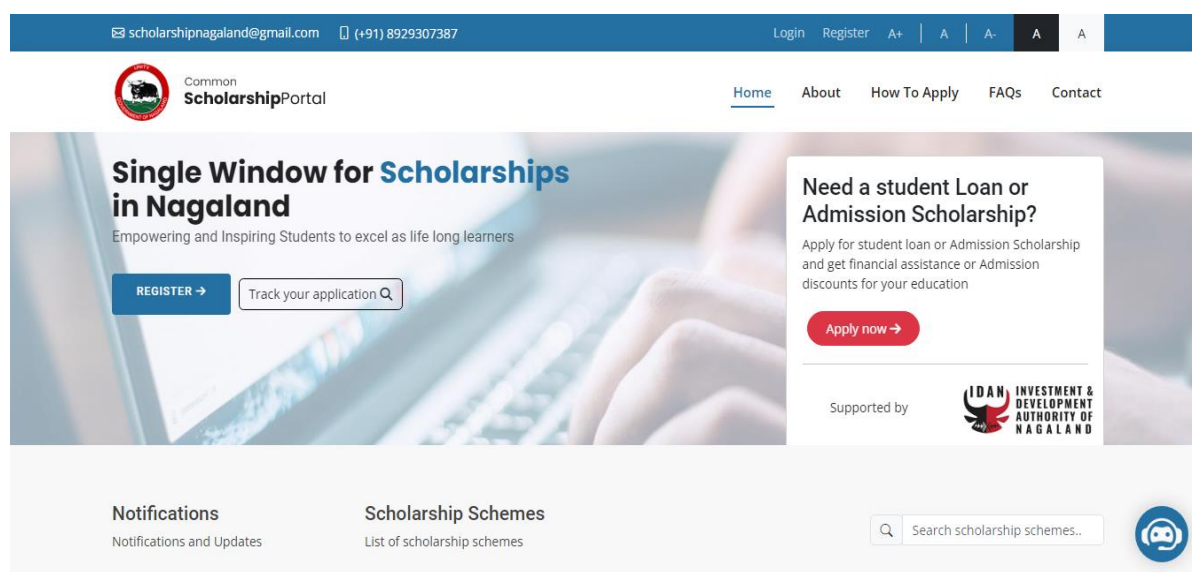 scholarshipnagaland@gmail.com (+91) 8929307387 Login Register A+ | A | A- A A
Common
ScholarshipPortal
Home About How To Apply FAQs Contact
Single Window for Scholarships
in Nagaland
Empowering and Inspiring Students to excel as life long learners
REGISTER → Track your application
Need a student Loan or
Admission Scholarship?
Apply for student loan or Admission Scholarship
and get financial assistance or Admission
discounts for your education
Apply now →
Supported by
IDAN INVESTMENT &
DEVELOPMENT
AUTHORITY OF
NAGALAND
Notifications
Notifications and Updates
Scholarship Schemes
List of scholarship schemes
Search scholarship schemes..
UNITY
GOVERNMENT OF NAGALAND